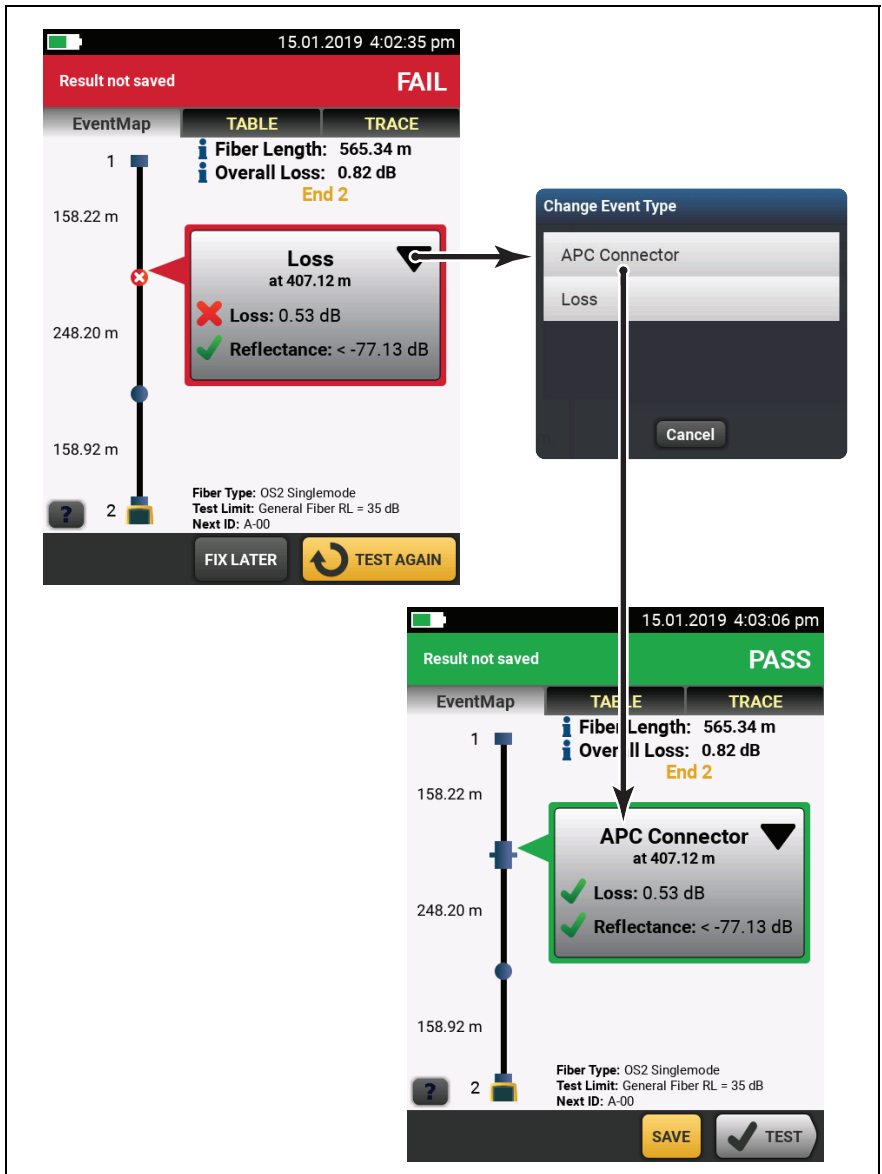 15.01.2019 4:02:35 pm
Result not saved FAIL
EventMap TABLE TRACE
1
Fiber Length: 565.34 m
Overall Loss: 0.82 dB
End 2
158.22 m
Loss
at 407.12 m
Loss: 0.53 dB
Reflectance: < -77.13 dB
248.20 m
158.92 m
Fiber Type: OS2 Singlemode
Test Limit: General Fiber RL = 35 dB
Next ID: A-00
? 2
FIX LATER TEST AGAIN
Change Event Type
APC Connector
Loss
Cancel
15.01.2019 4:03:06 pm
Result not saved PASS
EventMap TABLE TRACE
1
Fiber Length: 565.34 m
Overall Loss: 0.82 dB
End 2
158.22 m
APC Connector
at 407.12 m
Loss: 0.53 dB
Reflectance: < -77.13 dB
248.20 m
158.92 m
Fiber Type: OS2 Singlemode
Test Limit: General Fiber RL = 35 dB
Next ID: A-00
? 2
SAVE TEST